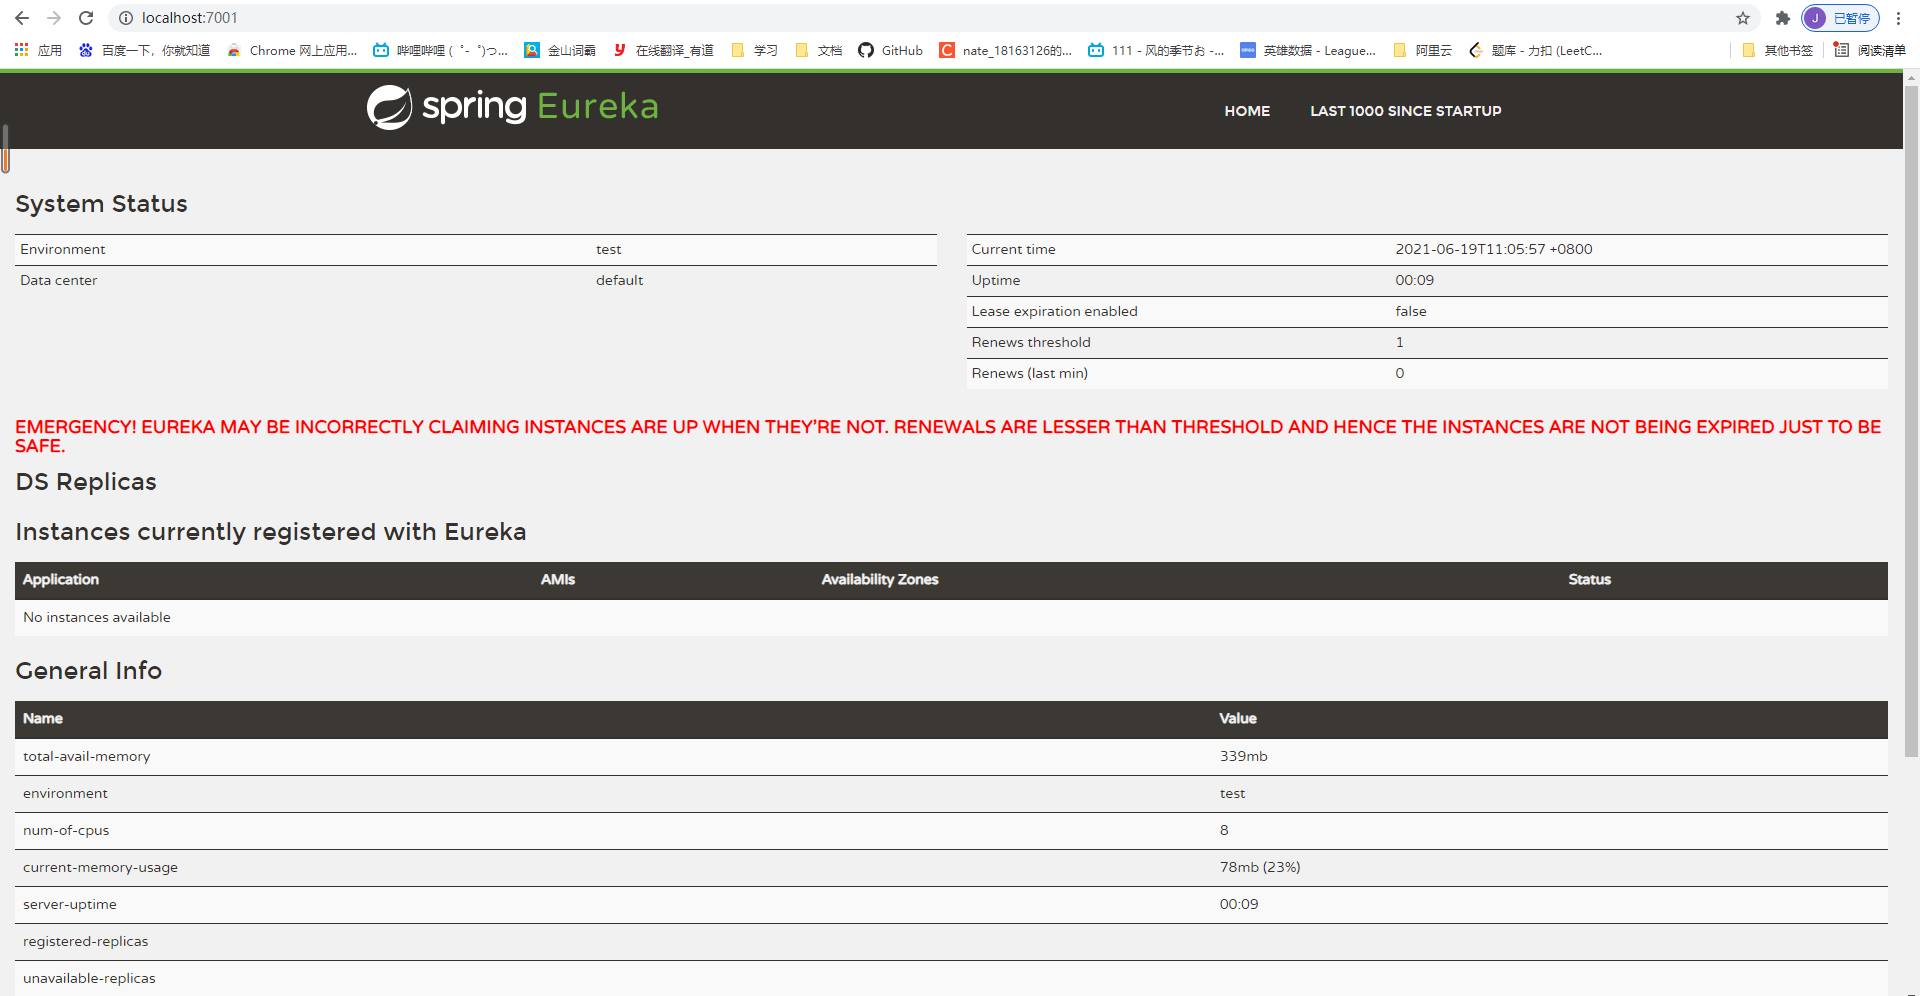 localhost:7001
J 已暂停
应用 百度一下，你就知道 Chrome 网上应用... 哔哩哔哩 ( ゜- ゜)つ... 金山词霸 在线翻译_有道 学习 文档 GitHub nate_18163126的... 111 - 风的季节お -... 英雄数据 - League... 阿里云 题库 - 力扣 (LeetC... 其他书签 阅读清单
spring Eureka HOME LAST 1000 SINCE STARTUP
System Status
Environment test
Data center default
Current time 2021-06-19T11:05:57 +0800
Uptime 00:09
Lease expiration enabled false
Renews threshold 1
Renews (last min) 0
EMERGENCY! EUREKA MAY BE INCORRECTLY CLAIMING INSTANCES ARE UP WHEN THEY'RE NOT. RENEWALS ARE LESSER THAN THRESHOLD AND HENCE THE INSTANCES ARE NOT BEING EXPIRED JUST TO BE
SAFE.
DS Replicas
Instances currently registered with Eureka
Application AMIs Availability Zones Status
No instances available
General Info
Name Value
total-avail-memory 339mb
environment test
num-of-cpus 8
current-memory-usage 78mb (23%)
server-uptime 00:09
registered-replicas
unavailable-replicas